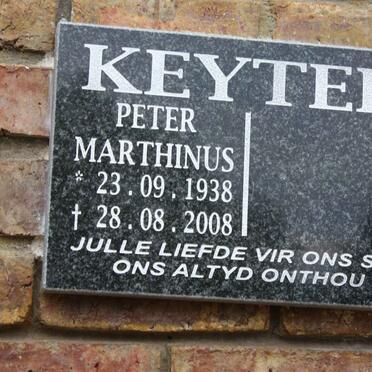 KEYTE
PETER
MARTHINUS
* 23.09.1938
† 28.08.2008
JULLE LIEFDE VIR ONS S
ONS ALTYD ONTHOU